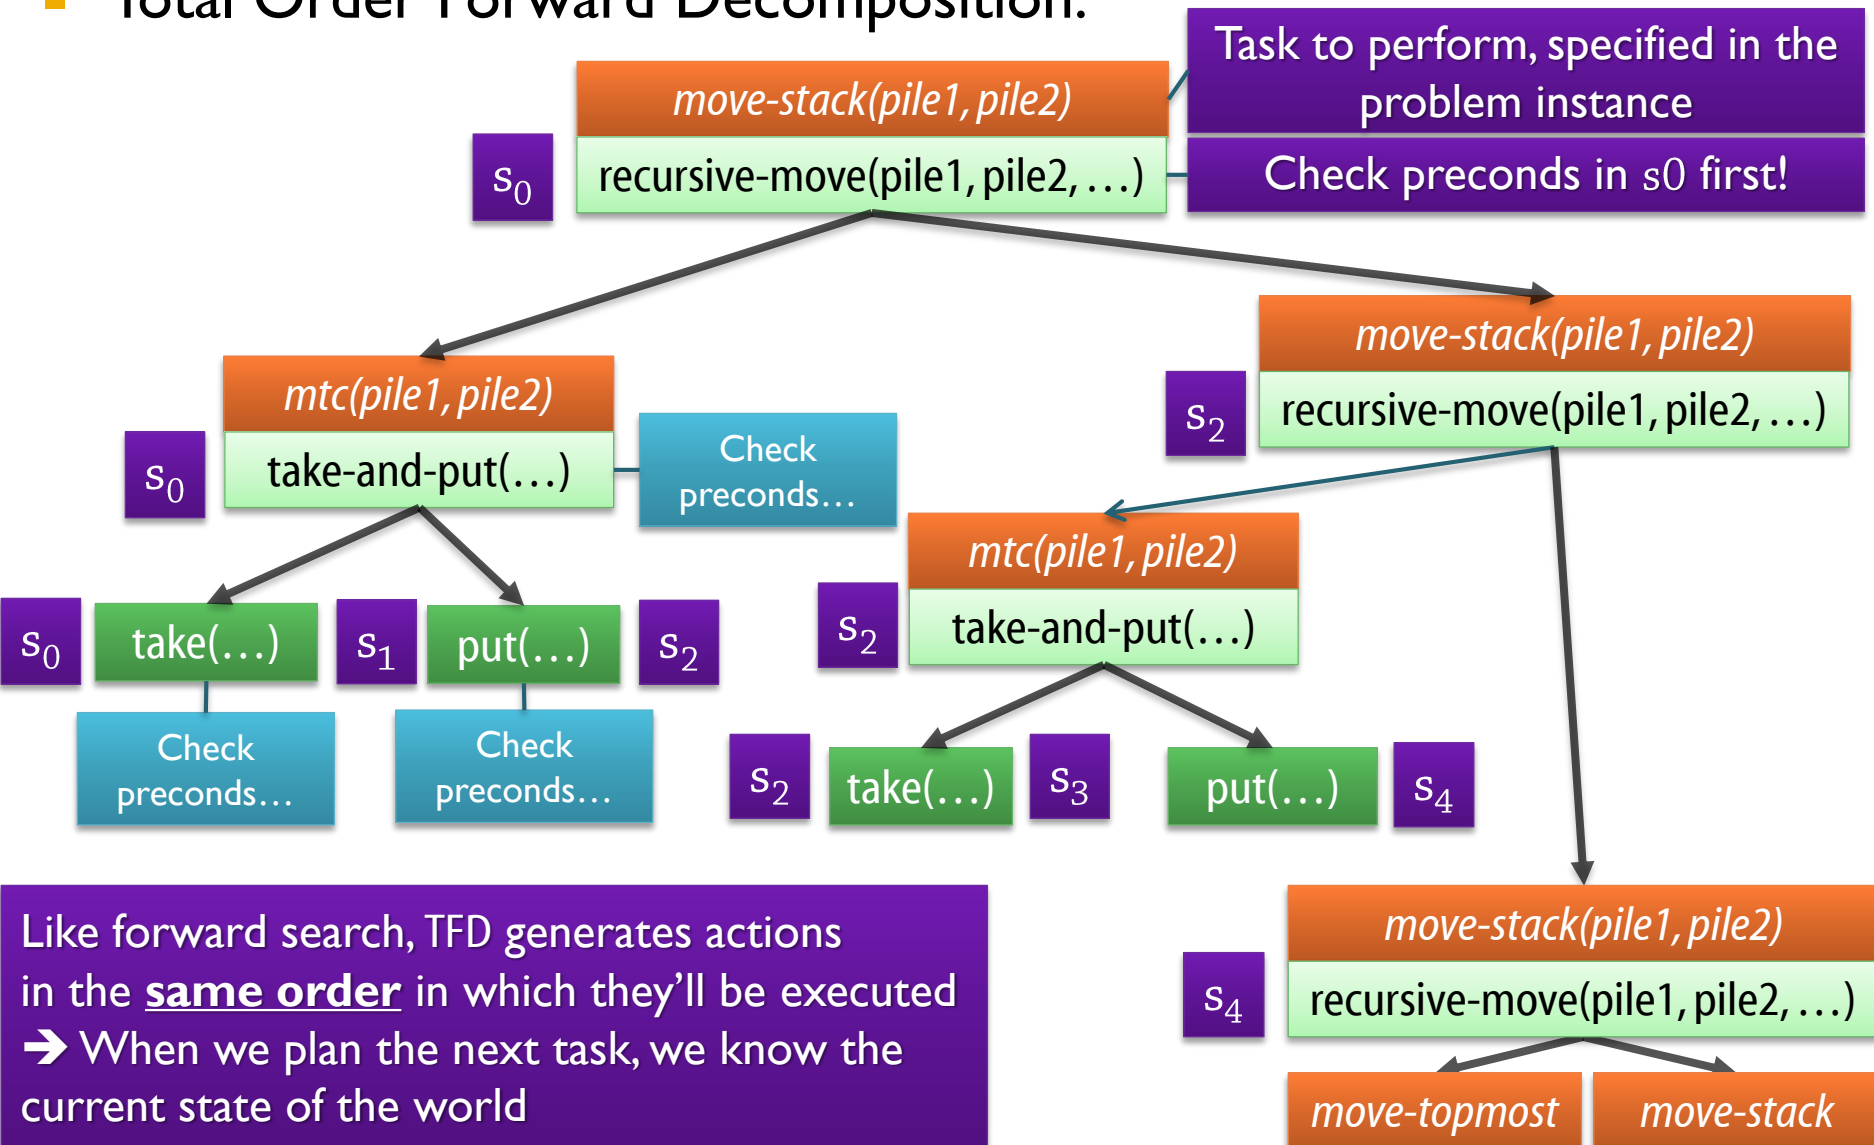 Total Order Forward Decomposition:
Task to perform, specified in the
problem instance
move-stack(pile1, pile2)
s0
recursive-move(pile1, pile2, …)
Check preconds in s0 first!
move-stack(pile1, pile2)
s2
recursive-move(pile1, pile2, …)
mtc(pile1, pile2)
s0
take-and-put(…)
Check
preconds…
mtc(pile1, pile2)
s2
take-and-put(…)
s0
take(…)
s1
put(…)
s2
Check
preconds…
Check
preconds…
s2
take(…)
s3
put(…)
s4
Like forward search, TFD generates actions
in the same order in which they’ll be executed
➔ When we plan the next task, we know the
current state of the world
move-stack(pile1, pile2)
s4
recursive-move(pile1, pile2, …)
move-topmost
move-stack